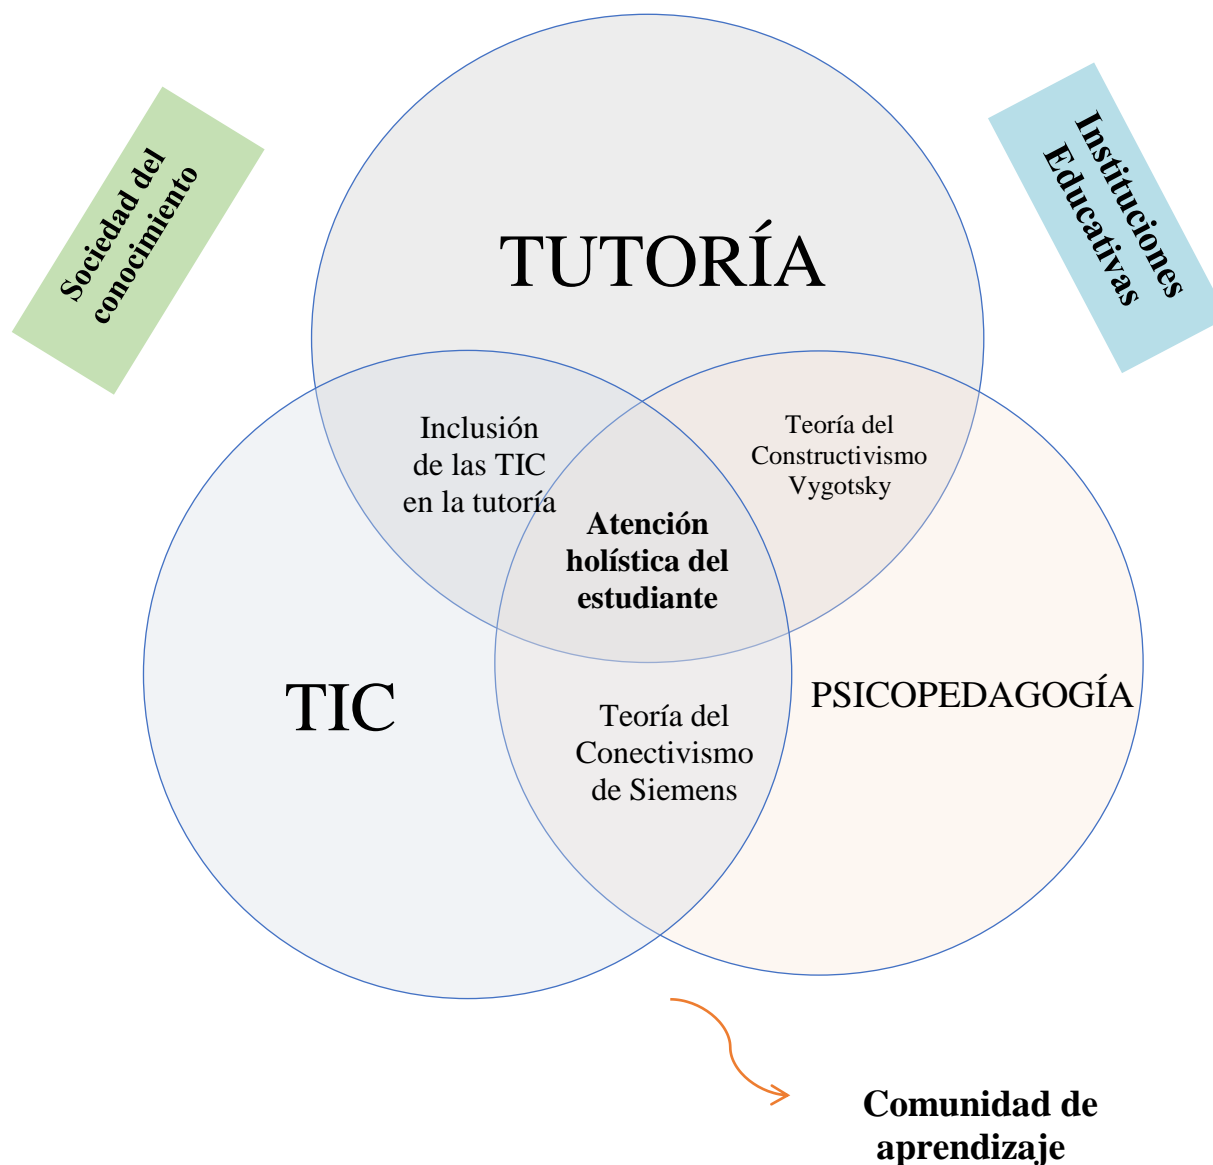 Sociedad del
conocimiento
Instituciones
Educativas
TUTORÍA
Inclusión
de las TIC
en la tutoría
Teoría del
Constructivismo
Vygotsky
Atención
holística del
estudiante
TIC
PSICOPEDAGOGÍA
Teoría del
Conectivismo
de Siemens
Comunidad de
aprendizaje